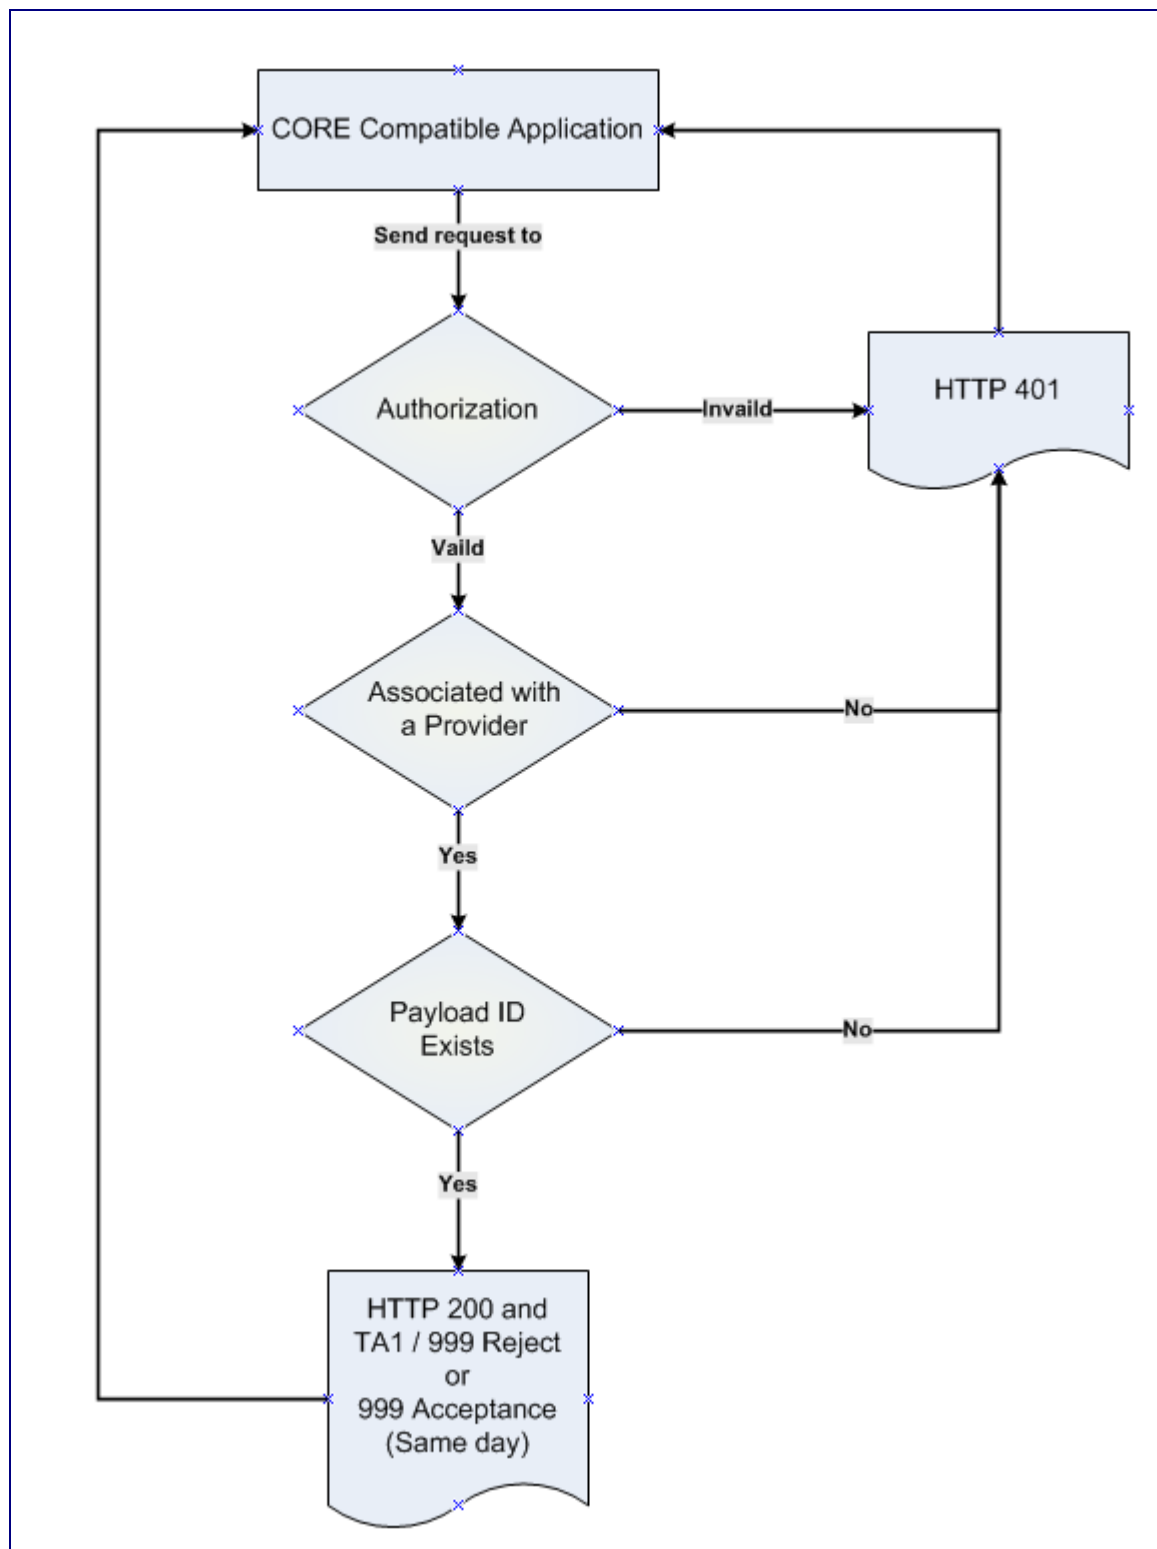 CORE Compatible Application
Send request to
Authorization
Invaild
HTTP 401
Vaild
Associated with
a Provider
No
Yes
Payload ID
Exists
No
Yes
HTTP 200 and
TA1 / 999 Reject
or
999 Acceptance
(Same day)